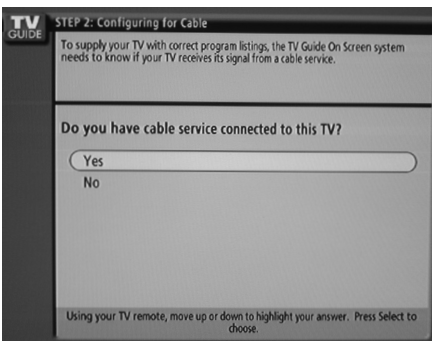 TV
GUIDE
STEP 2: Configuring for Cable
To supply your TV with correct program listings, the TV Guide On Screen system
needs to know if your TV receives its signal from a cable service.
Do you have cable service connected to this TV?
Yes
No
Using your TV remote, move up or down to highlight your answer. Press Select to
choose.